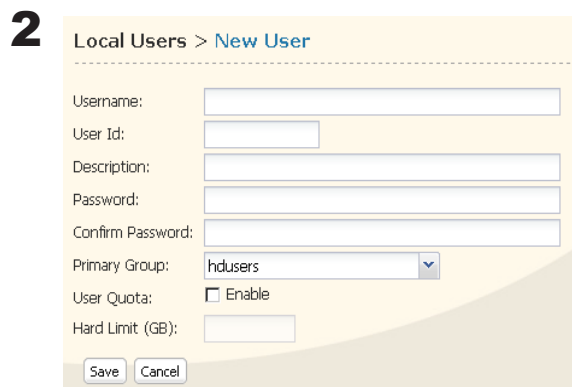 2
Local Users > New User
Username:
User Id:
Description:
Password:
Confirm Password:
Primary Group: hdusers
User Quota: Enable
Hard Limit (GB):
Save Cancel